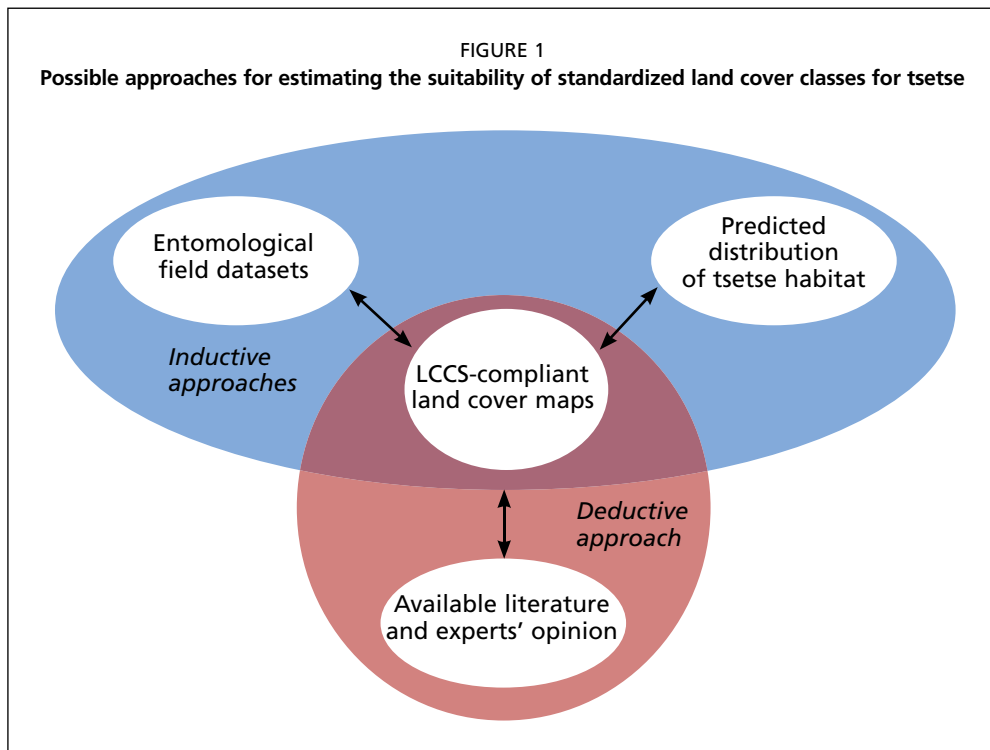 FIGURE 1
Possible approaches for estimating the suitability of standardized land cover classes for tsetse
Entomological
field datasets
Predicted
distribution
of tsetse habitat
Inductive
approaches
LCCS-compliant
land cover maps
Deductive
approach
Available literature
and experts’ opinion